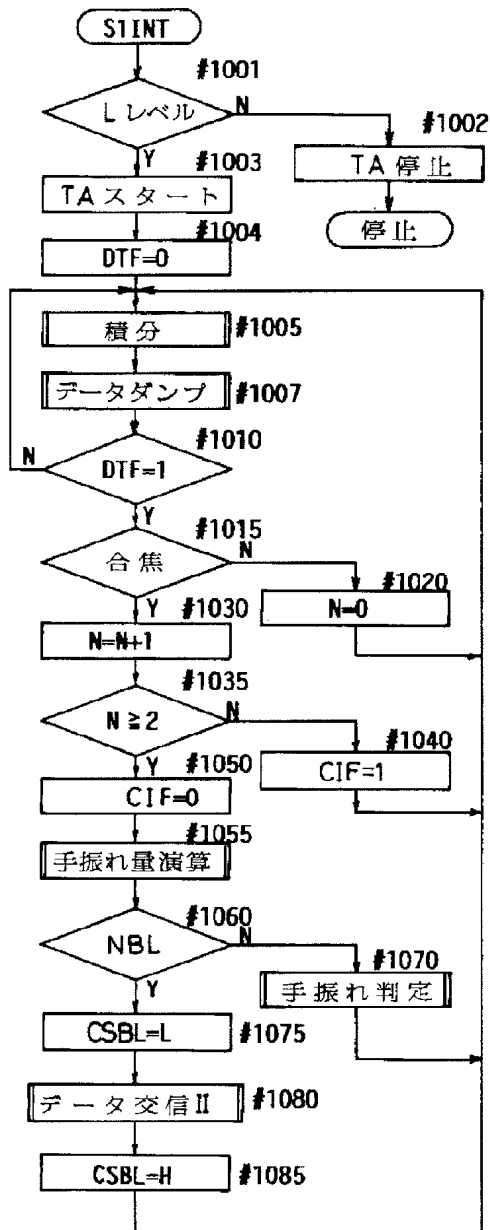 S1INT
#1001
Lレベル
N
#1002
Y
#1003
TA停止
TAスタート
停止
#1004
DTF=0
積分
#1005
データダンプ
#1007
#1010
N
DTF=1
Y
#1015
合焦
N
#1020
Y
#1030
N=0
N=N+1
#1035
N≧2
N
#1040
Y
#1050
CIF=1
CIF=0
#1055
手振れ量演算
#1060
NBL
N
#1070
Y
手振れ判定
CSBL=L
#1075
データ交信II
#1080
CSBL=H
#1085